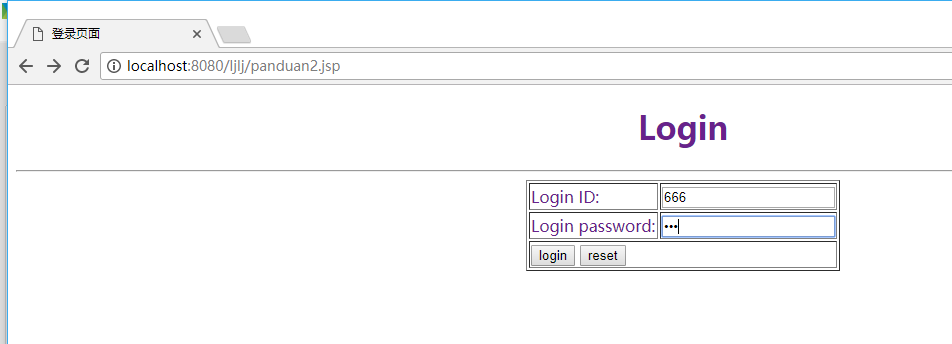 登录页面
localhost:8080/ljlj/panduan2.jsp
Login
Login ID: 666
Login password: •••
login reset